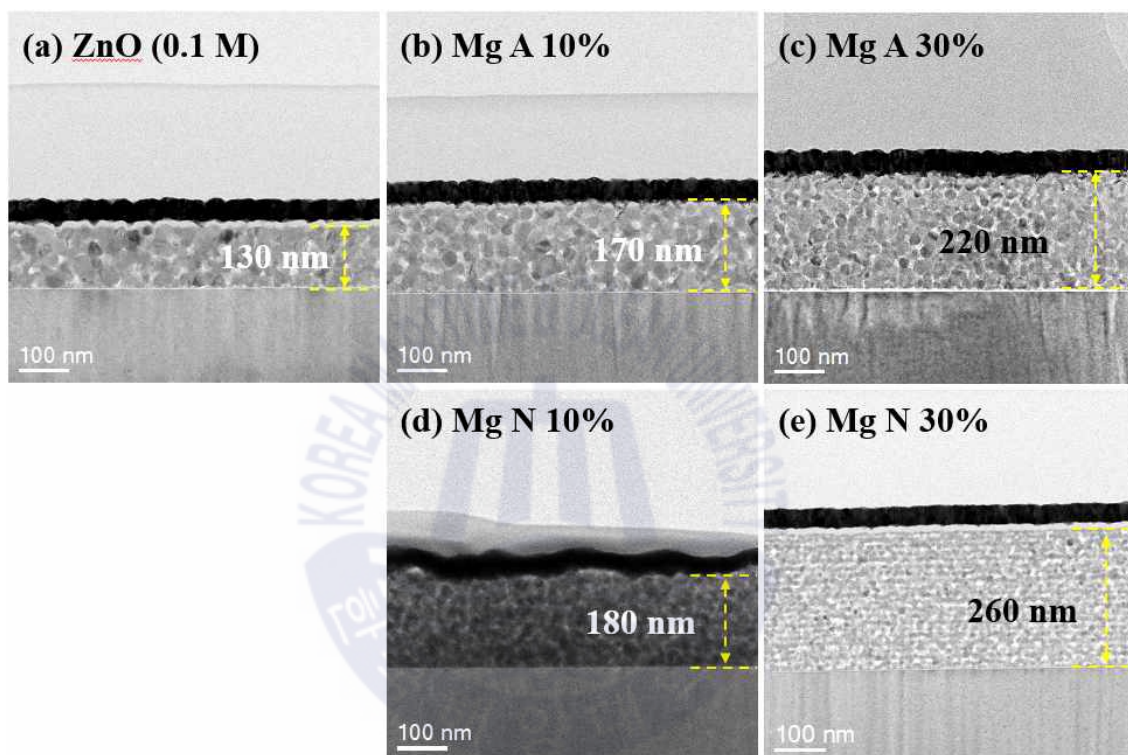 (a) ZnO (0.1 M)
130 nm
100 nm
(b) Mg A 10%
170 nm
100 nm
(c) Mg A 30%
220 nm
100 nm
(d) Mg N 10%
180 nm
100 nm
(e) Mg N 30%
260 nm
100 nm